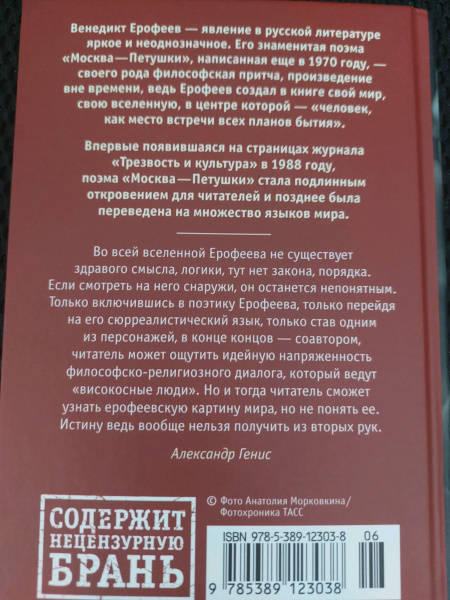 Венедикт Ерофеев — явление в русской литературе
яркое и неоднозначное. Его знаменитая поэма
«Москва—Петушки», написанная еще в 1970 году, —
своего рода философская притча, произведение
вне времени, ведь Ерофеев создал в книге свой мир,
свою вселенную, в центре которой — «человек,
как место встречи всех планов бытия».
Впервые появившаяся на страницах журнала
«Трезвость и культура» в 1988 году,
поэма «Москва—Петушки» стала подлинным
откровением для читателей и позднее была
переведена на множество языков мира.
Во всей вселенной Ерофеева не существует
здравого смысла, логики, тут нет закона, порядка.
Если смотреть на него снаружи, он останется непонятным.
Только включившись в поэтику Ерофеева, только перейдя
на его сюрреалистический язык, только став одним
из персонажей, в конце концов — соавтором,
читатель может ощутить идейную напряженность
философско-религиозного диалога, который ведут
«високосные люди». Но и тогда читатель сможет
узнать ерофеевскую картину мира, но не понять ее.
Истину ведь вообще нельзя получить из вторых рук.
Александр Генис
© Фото Анатолия Морковкина/
Фотохроника ТАСС
СОДЕРЖИТ
НЕЦЕНЗУРНУЮ
БРАНЬ
ISBN 978-5-389-12303-8
06
9 785389 123038